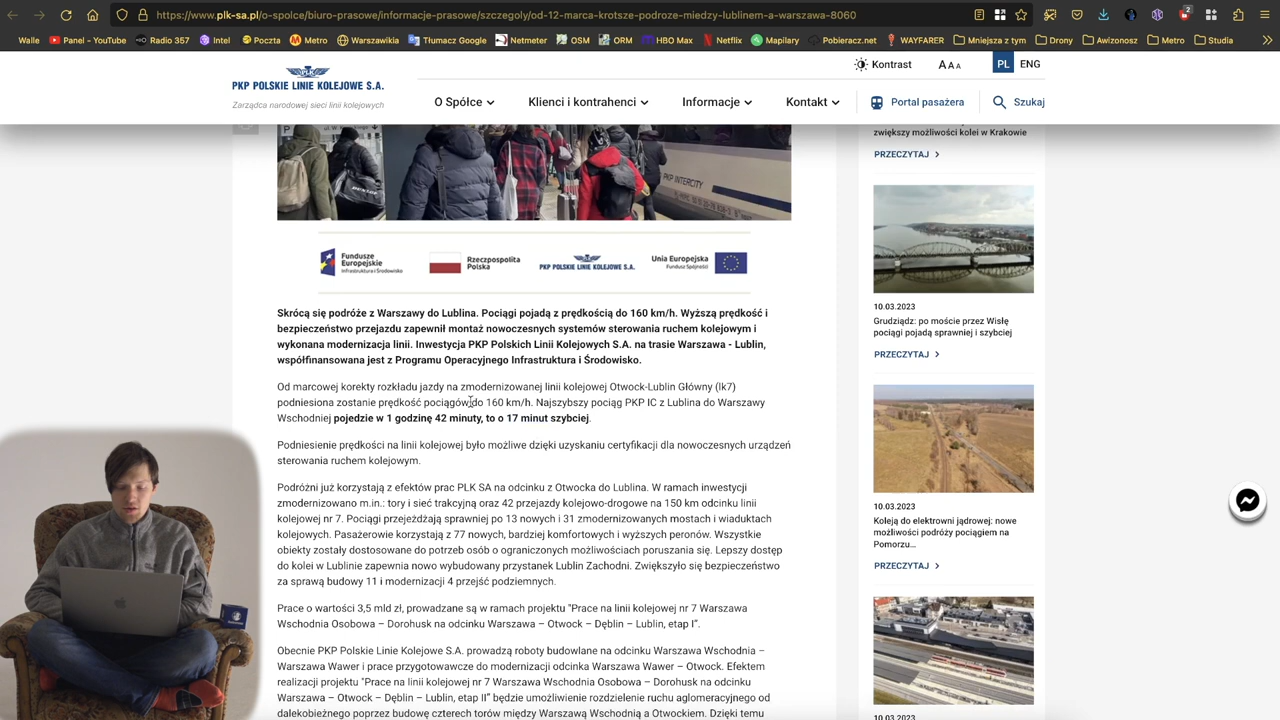 https://www.plk-sa.pl/o-spolce/biuro-prasowe/informacje-prasowe/szczegoly/od-12-marca-krotsze-podroze-miedzy-lublinem-a-warszawa-8060
2
Walle
Panel - YouTube
Radio 357
Intel
Poczta
Metro
Warszawikia
Tłumacz Google
Netizzmetern
OSM
ORM
HBO Max
Netflix
Mapilary
Pobieracz.net
WAYFARER
Mniejsze tym
Drony
Awizonosz
Metro
Studia
Kontrast
A A A
PL
ENG
PLK
PKP POLSKIE LINIE KOLEJOWE S.A.
Zarządca narodowej sieci linii kolejowych
O Spółce
Klienci i kontrahenci
Informacje
Kontakt
Portal pasażera
Szukaj
P
PKP INTERCITY
Fundusze
Europejskie
Infrastruktura i Środowisko
Rzeczpospolita
Polska
PKP POLSKIE LINIE KOLEJOWE S.A.
Unia Europejska
Fundusz Spójności
Skrócą się podróże z Warszawy do Lublina. Pociągi pojadą z prędkością do 160 km/h. Wyższą prędkość i
bezpieczeństwo przejazdu zapewnił montaż nowoczesnych systemów sterowania ruchem kolejowym i
wykonana modernizacja linii. Inwestycja PKP Polskich Linii Kolejowych S.A. na trasie Warszawa - Lublin,
współfinansowana jest z Programu Operacyjnego Infrastruktura i Środowisko.
Od marcowej korekty rozkładu jazdy na zmodernizowanej linii kolejowej Otwock-Lublin Główny (lk7)
podniesiona zostanie prędkość pociągów do 160 km/h. Najszybszy pociąg PKP IC z Lublina do Warszawy
Wschodniej pojedzie w 1 godzinę 42 minuty, to o 17 minut szybciej.
Podniesienie prędkości na linii kolejowej było możliwe dzięki uzyskaniu certyfikacji dla nowoczesnych urządzeń
sterowania ruchem kolejowym.
Podróżni już korzystają z efektów prac PLK SA na odcinku z Otwocka do Lublina. W ramach inwestycji
zmodernizowano m.in.: tory i sieć trakcyjną oraz 42 przejazdy kolejowo-drogowe na 150 km odcinku linii
kolejowej nr 7. Pociągi przejeżdżają sprawniej po 13 nowych i 31 zmodernizowanych mostach i wiaduktach
kolejowych. Pasażerowie korzystają z 77 nowych, bardziej komfortowych i wyższych peronów. Wszystkie
obiekty zostały dostosowane do potrzeb osób o ograniczonych możliwościach poruszania się. Lepszy dostęp
do kolei w Lublinie zapewnia nowo wybudowany przystanek Lublin Zachodni. Zwiększyło się bezpieczeństwo
za sprawą budowy 11 i modernizacji 4 przejść podziemnych.
Prace o wartości 3,5 mld zł, prowadzane są w ramach projektu "Prace na linii kolejowej nr 7 Warszawa
Wschodnia Osobowa – Dorohusk na odcinku Warszawa – Otwock – Dęblin – Lublin, etap I".
Obecnie PKP Polskie Linie Kolejowe S.A. prowadzą roboty budowlane na odcinku Warszawa Wschodnia –
Warszawa Wawer i prace przygotowawcze do modernizacji odcinka Warszawa Wawer – Otwock. Efektem
realizacji projektu "Prace na linii kolejowej nr 7 Warszawa Wschodnia Osobowa – Dorohusk na odcinku
Warszawa – Otwock – Dęblin – Lublin, etap II" będzie umożliwienie rozdzielenie ruchu aglomeracyjnego od
dalekobieżnego poprzez budowę czterech torów między Warszawą Wschodnią a Otwockiem. Dzięki temu
zwiększy możliwości kolei w Krakowie
PRZECZYTAJ
10.03.2023
Grudziądz: po moście przez Wisłę
pociągi pojadą sprawniej i szybciej
PRZECZYTAJ
10.03.2023
Koleją do elektrowni jądrowej: nowe
możliwości podróży pociągiem na
Pomorzu...
PRZECZYTAJ
10.03.2023